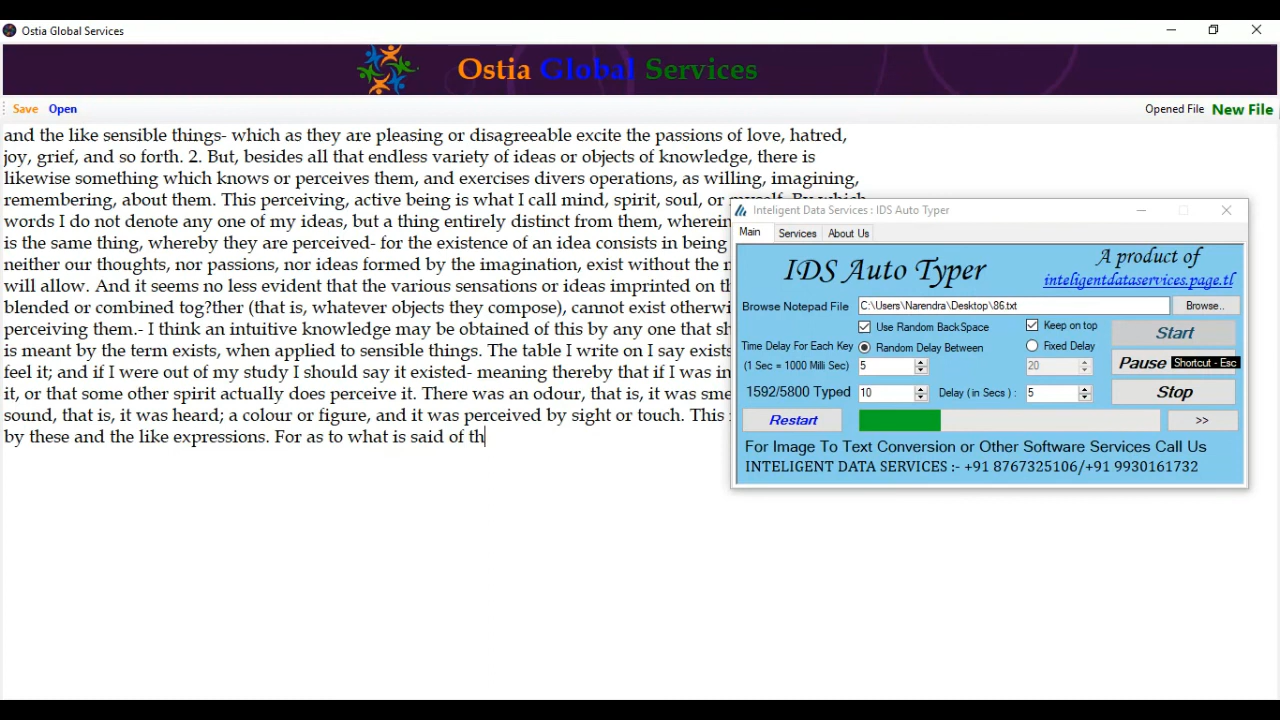 Ostia Global Services
Ostia Global Services
Save Open
Opened File New File
and the like sensible things- which as they are pleasing or disagreeable excite the passions of love, hatred,
joy, grief, and so forth. 2. But, besides all that endless variety of ideas or objects of knowledge, there is
likewise something which knows or perceives them, and exercises divers operations, as willing, imagining,
remembering, about them. This perceiving, active being is what I call mind, spirit, soul, or myself. By which
words I do not denote any one of my ideas, but a thing entirely distinct from them, wherein
is the same thing, whereby they are perceived- for the existence of an idea consists in being
neither our thoughts, nor passions, nor ideas formed by the imagination, exist without the
will allow. And it seems no less evident that the various sensations or ideas imprinted on
blended or combined tog?ther (that is, whatever objects they compose), cannot exist
perceiving them.- I think an intuitive knowledge may be obtained of this by any one that
is meant by the term exists, when applied to sensible things. The table I write on I say exists
feel it; and if I were out of my study I should say it existed- meaning thereby that if I was in
it, or that some other spirit actually does perceive it. There was an odour, that is, it was
sound, that is, it was heard; a colour or figure, and it was perceived by sight or touch. This
by these and the like expressions. For as to what is said of th
Inteligent Data Services : IDS Auto Typer
Main Services About Us
IDS Auto Typer
A product of
inteligentdataservices.page.tl
Browse Notepad File C:\Users\Narendra\Desktop\86.txt Browse..
Use Random BackSpace Keep on top Start
Time Delay For Each Key Random Delay Between Fixed Delay
(1 Sec = 1000 Milli Sec) 5 20 Pause Shortcut - Esc
1592/5800 Typed 10 Delay (in Secs ) : 5 Stop
Restart >>
For Image To Text Conversion or Other Software Services Call Us
INTELIGENT DATA SERVICES :- +91 8767325106/+91 9930161732